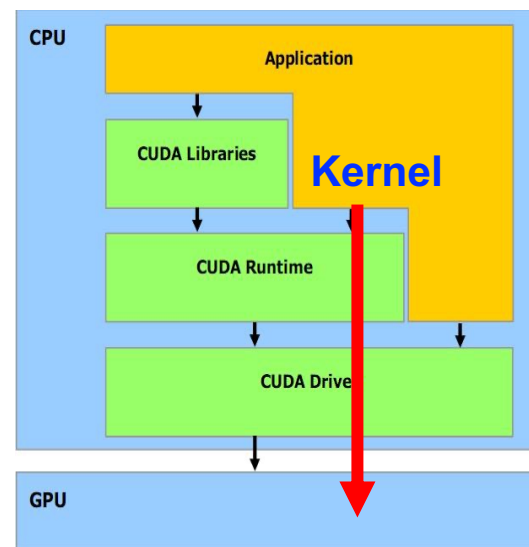 CPU
Application
CUDA Libraries
Kernel
CUDA Runtime
CUDA Drive
GPU